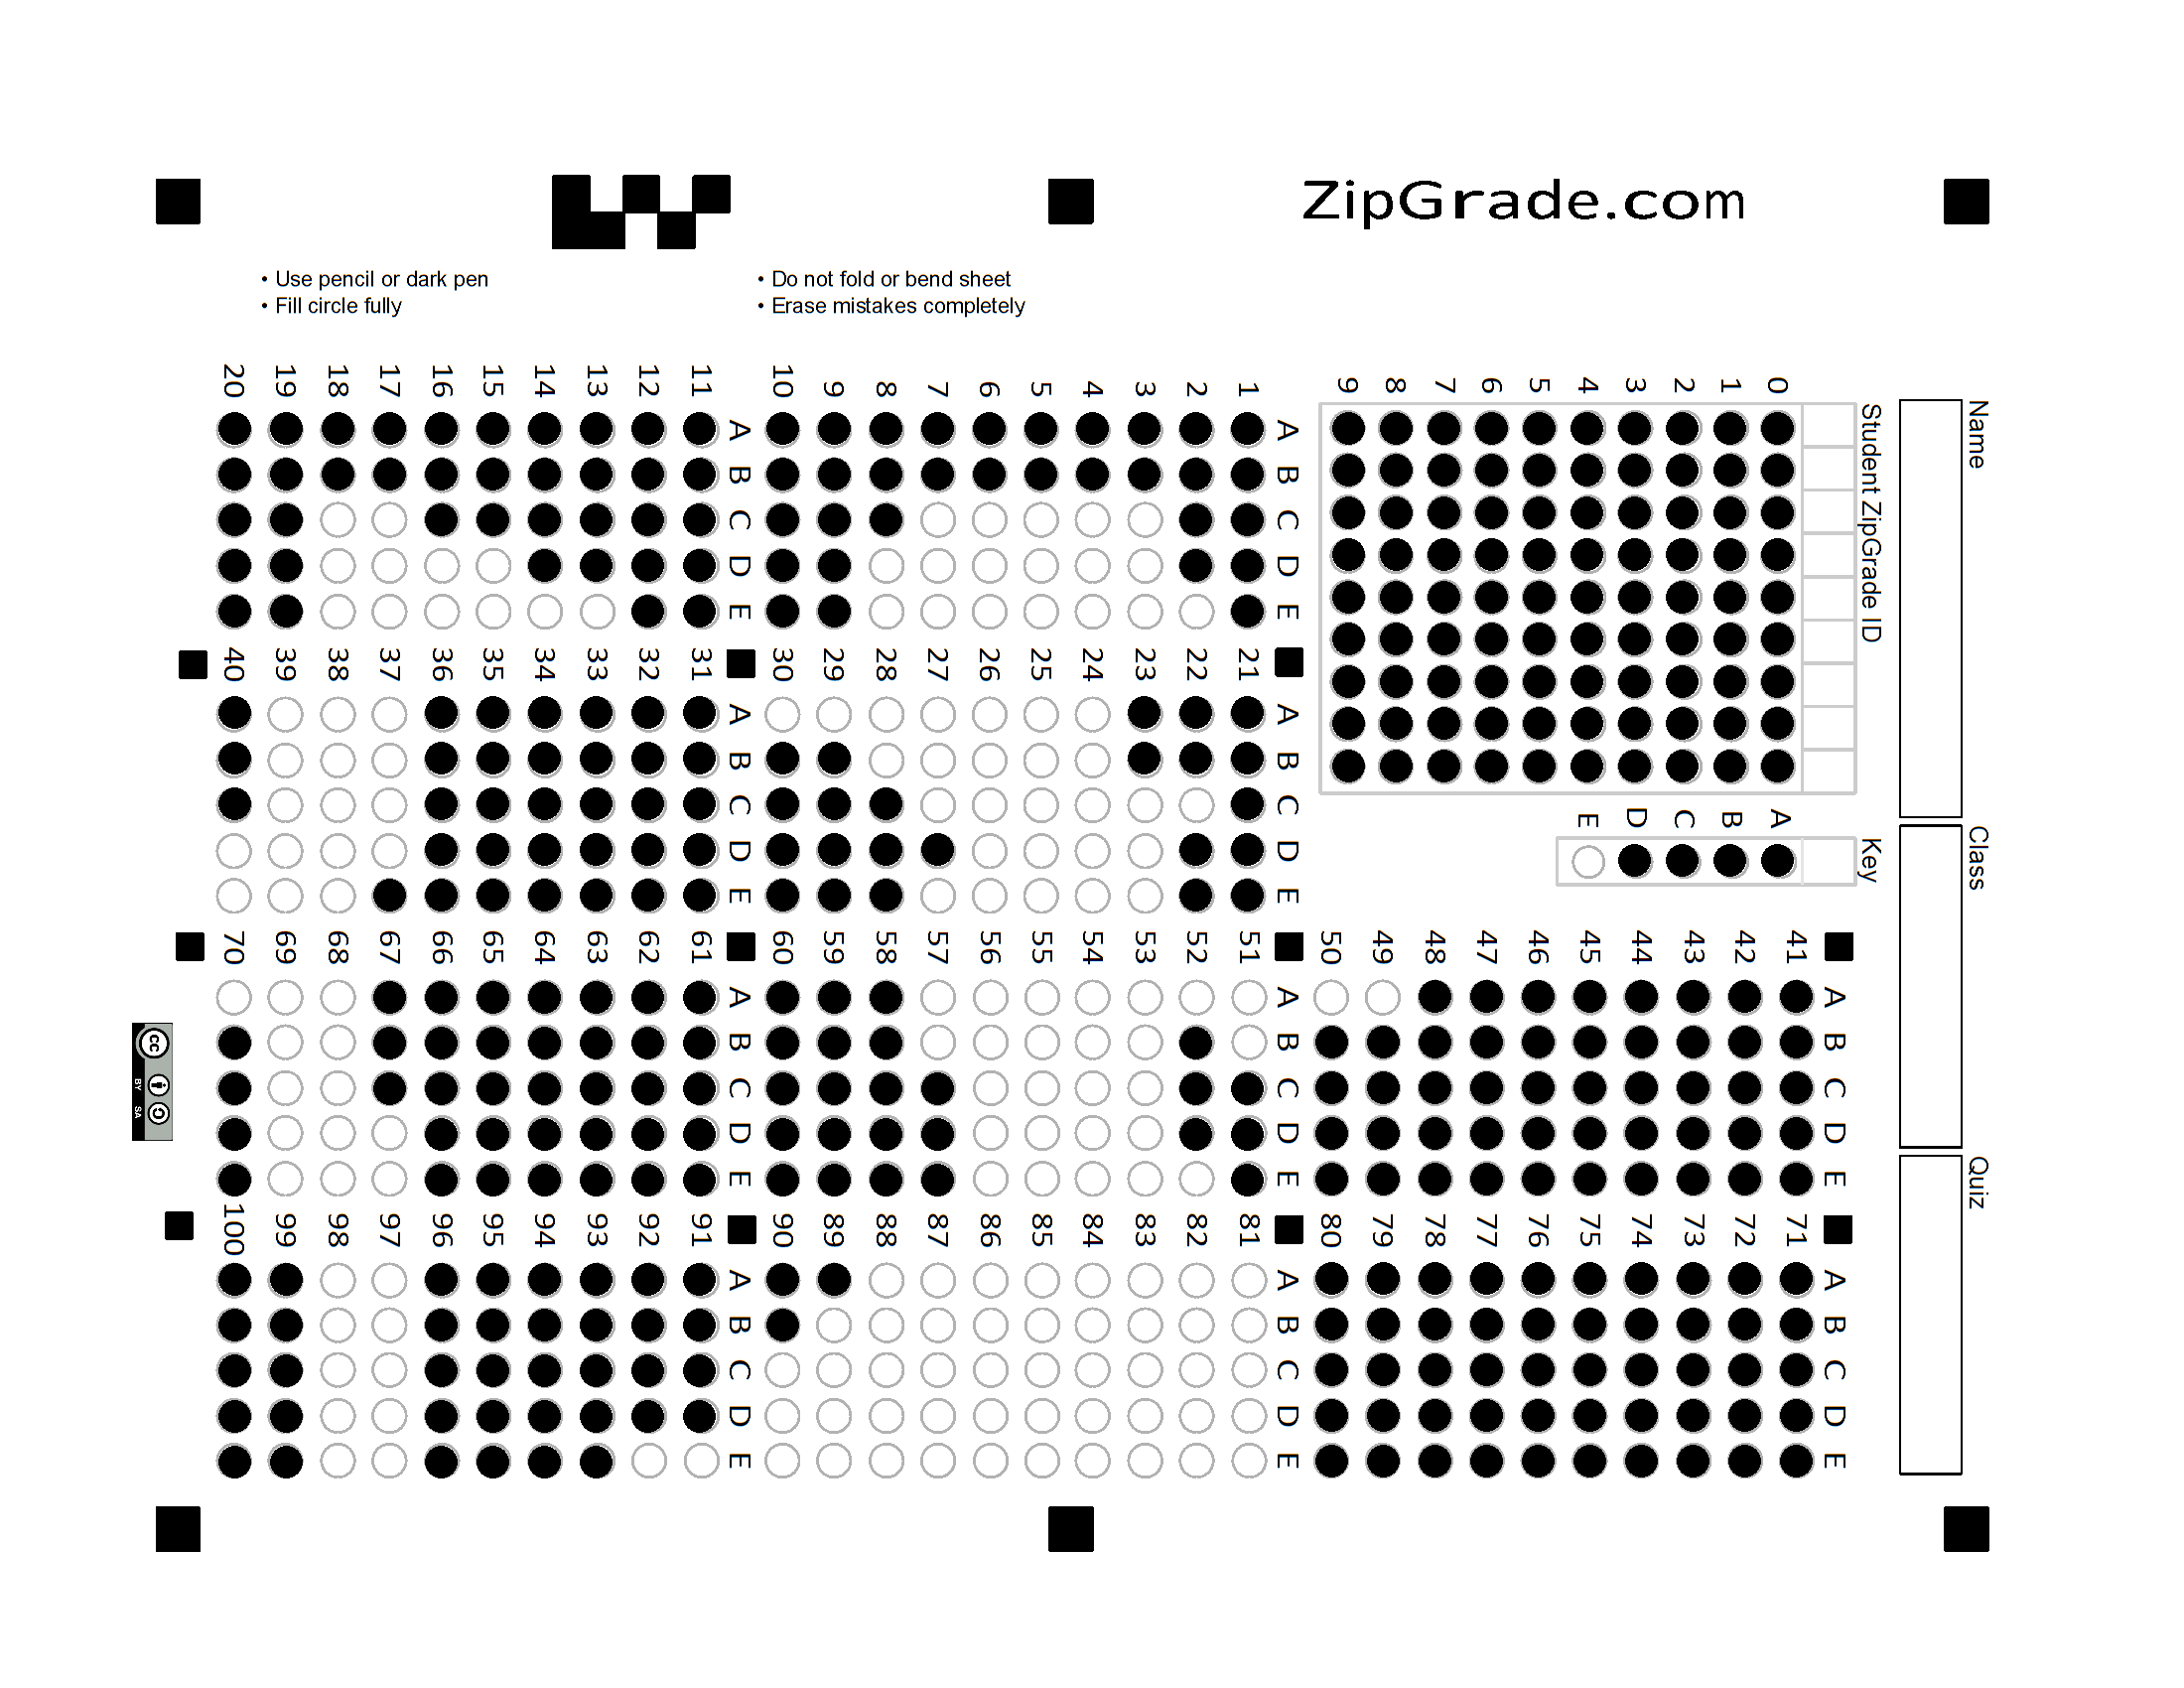 ZipGrade.com
• Use pencil or dark pen
• Fill circle fully
• Do not fold or bend sheet
• Erase mistakes completely
Name
Class
Quiz
Student ZipGrade ID
0 1 2 3 4 5 6 7 8 9
Key
A B C D E
1 2 3 4 5 6 7 8 9 10
A B C D E
11 12 13 14 15 16 17 18 19 20
A B C D E
21 22 23 24 25 26 27 28 29 30
A B C D E
31 32 33 34 35 36 37 38 39 40
A B C D E
41 42 43 44 45 46 47 48 49 50
A B C D E
51 52 53 54 55 56 57 58 59 60
A B C D E
61 62 63 64 65 66 67 68 69 70
A B C D E
71 72 73 74 75 76 77 78 79 80
A B C D E
81 82 83 84 85 86 87 88 89 90
A B C D E
91 92 93 94 95 96 97 98 99 100
A B C D E
cc
BY SA